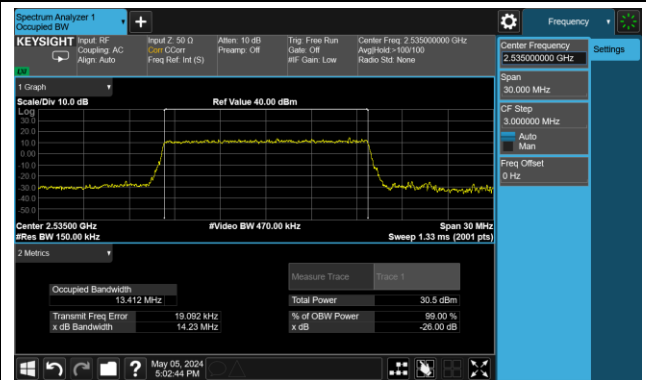 Spectrum Analyzer 1
Occupied BW
Frequency
KEYSIGHT
Input: RF
Coupling: AC
Align: Auto
Input Z: 50 Ω
Corr CCorr
Freq Ref: Int (S)
Atten: 10 dB
Preamp: Off
Trig: Free Run
Gate: Off
#IF Gain: Low
Center Freq: 2.535000000 GHz
Avg|Hold:>100/100
Radio Std: None
Center Frequency
2.535000000 GHz
Settings
Span
30.000 MHz
CF Step
3.000000 MHz
Auto
Man
Freq Offset
0 Hz
1 Graph
Scale/Div 10.0 dB
Ref Value 40.00 dBm
Log
30.0
20.0
10.0
0.00
-10.0
-20.0
-30.0
-40.0
-50.0
Center 2.53500 GHz
#Video BW 470.00 kHz
Span 30 MHz
#Res BW 150.00 kHz
Sweep 1.33 ms (2001 pts)
2 Metrics
Measure Trace
Trace 1
Occupied Bandwidth
13.412 MHz
Total Power
30.5 dBm
Transmit Freq Error
19.092 kHz
% of OBW Power
99.00 %
x dB Bandwidth
14.23 MHz
x dB
-26.00 dB
May 05, 2024
5:02:44 PM